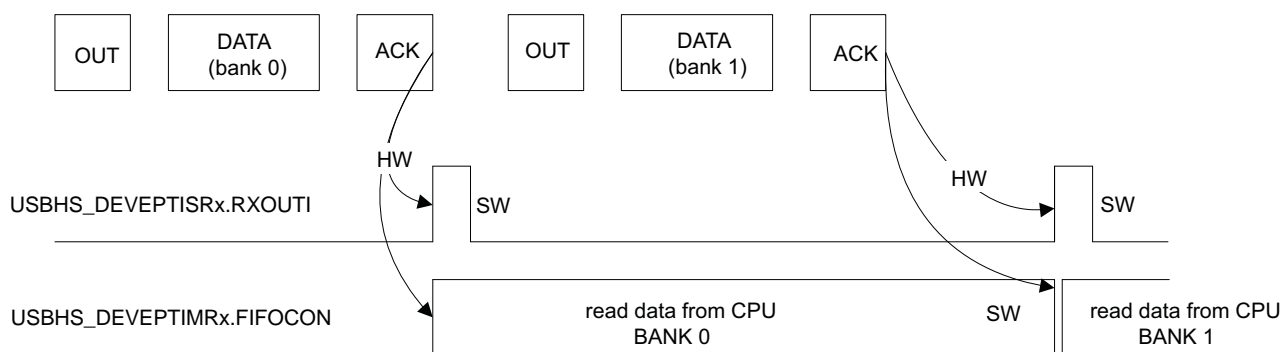 OUT
DATA
(bank 0)
ACK
OUT
DATA
(bank 1)
ACK
HW
HW
USBHS_DEVEPTISRx.RXOUTI
SW
SW
USBHS_DEVEPTIMRx.FIFOCON
read data from CPU
BANK 0
SW
read data from CPU
BANK 1